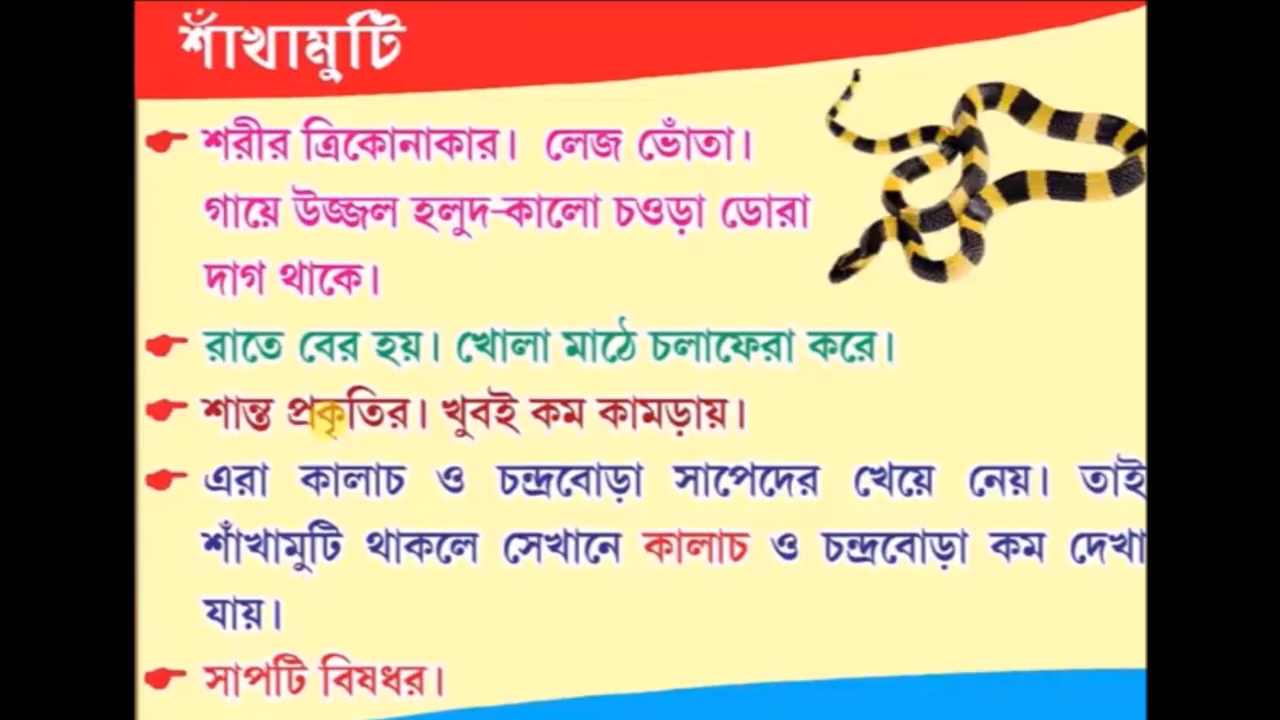 শাঁখামুটি
শরীর ত্রিকোনাকার। লেজ ভোঁতা।
গায়ে উজ্জল হলুদ-কালো চওড়া ডোরা
দাগ থাকে।
রাতে বের হয়। খোলা মাঠে চলাফেরা করে।
শান্ত প্রকৃতির। খুবই কম কামড়ায়।
এরা কালাচ ও চন্দ্রবোড়া সাপেদের খেয়ে নেয়। তাই
শাঁখামুটি থাকলে সেখানে কালাচ ও চন্দ্রবোড়া কম দেখা
যায়।
সাপটি বিষধর।